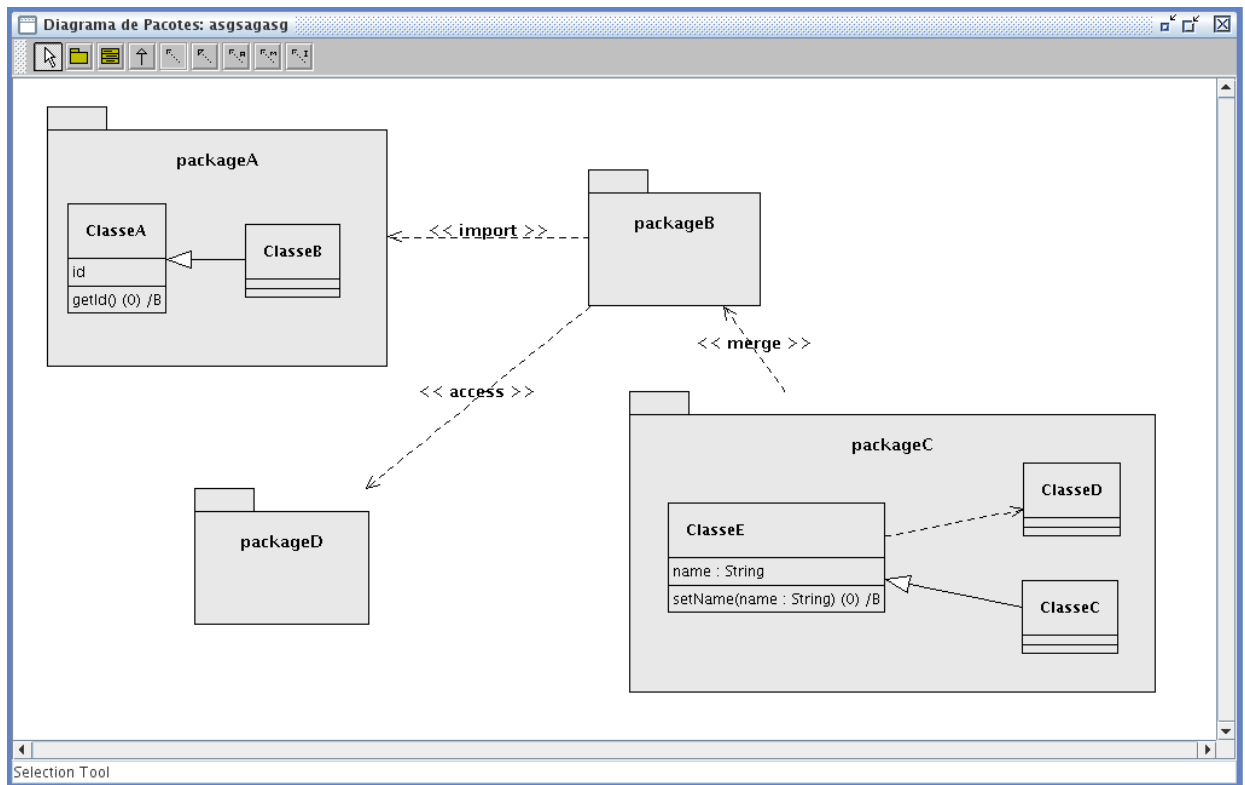 Diagrama de Pacotes: asgsagasg
packageA
ClasseA
id
getId() (0) /B
ClasseB
<< import >>
packageB
<< merge >>
<< access >>
packageD
packageC
ClasseE
name : String
setName(name : String) (0) /B
ClasseD
ClasseC
Selection Tool